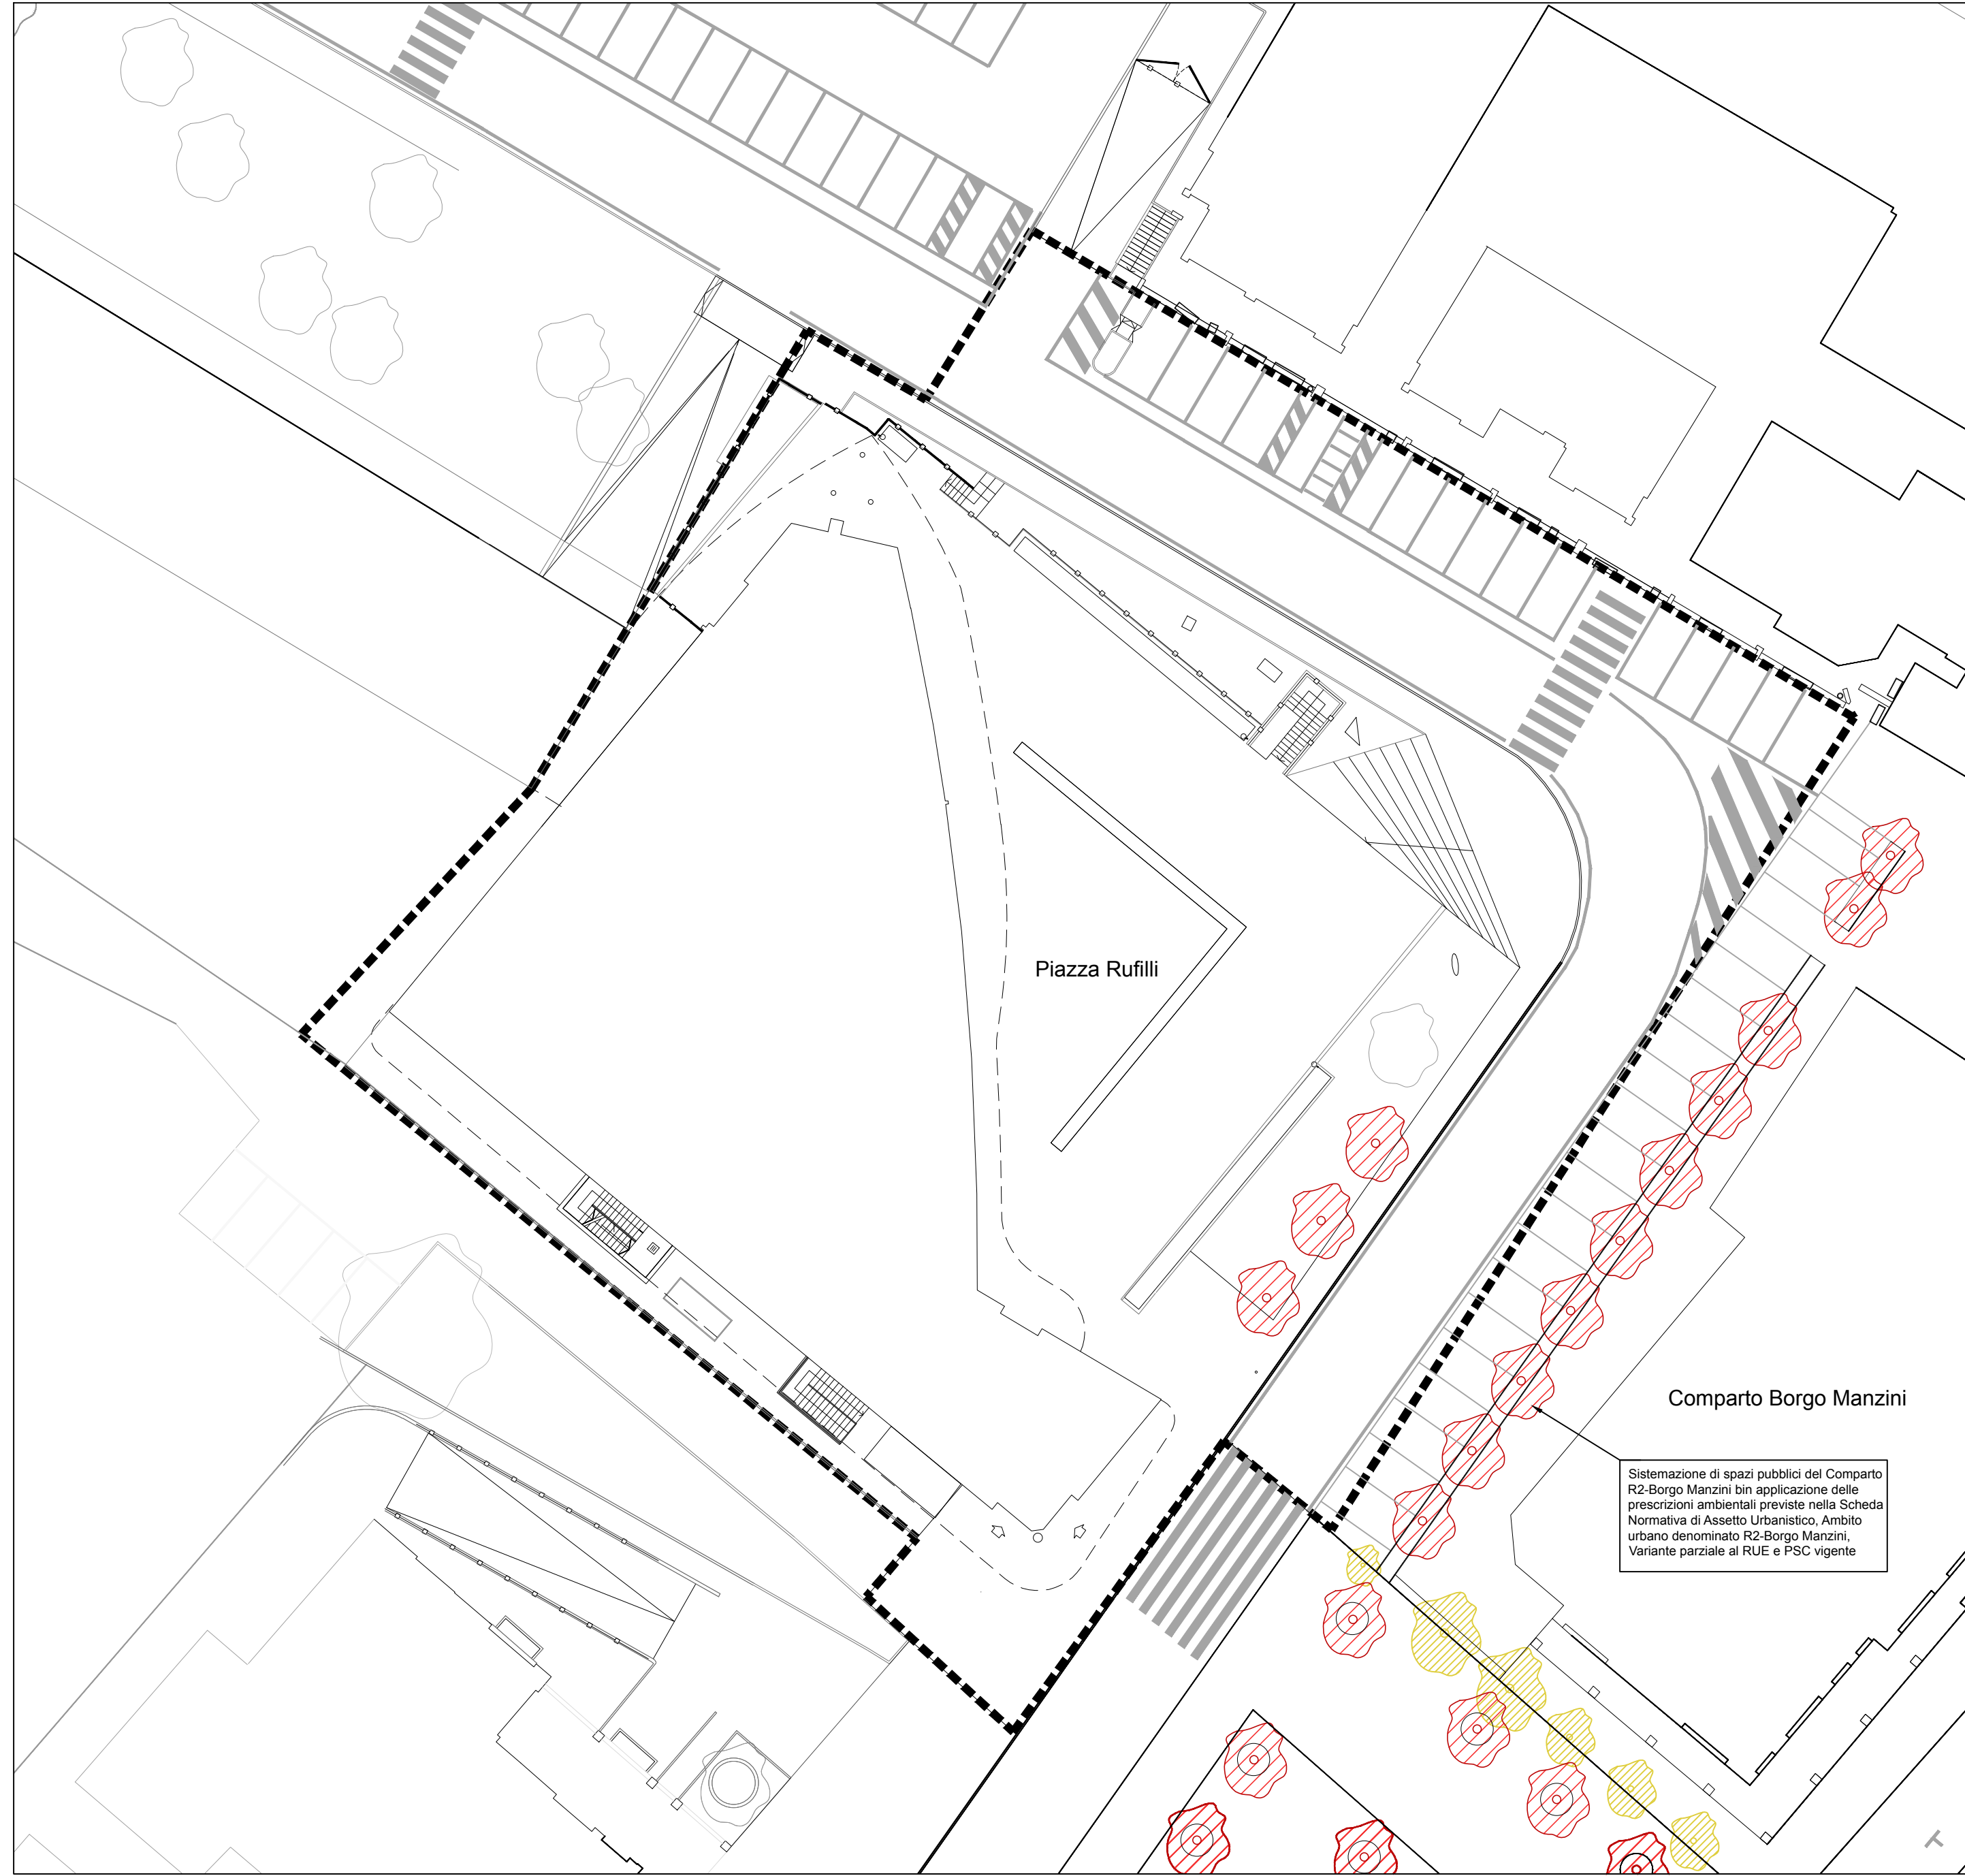 Piazza Rufilli
Comparto Borgo Manzini
Sistemazione di spazi pubblici del Comparto
R2-Borgo Manzini bin applicazione delle
prescrizioni ambientali previste nella Scheda
Normativa di Assetto Urbanistico, Ambito
urbano denominato R2-Borgo Manzini,
Variante parziale al RUE e PSC vigente